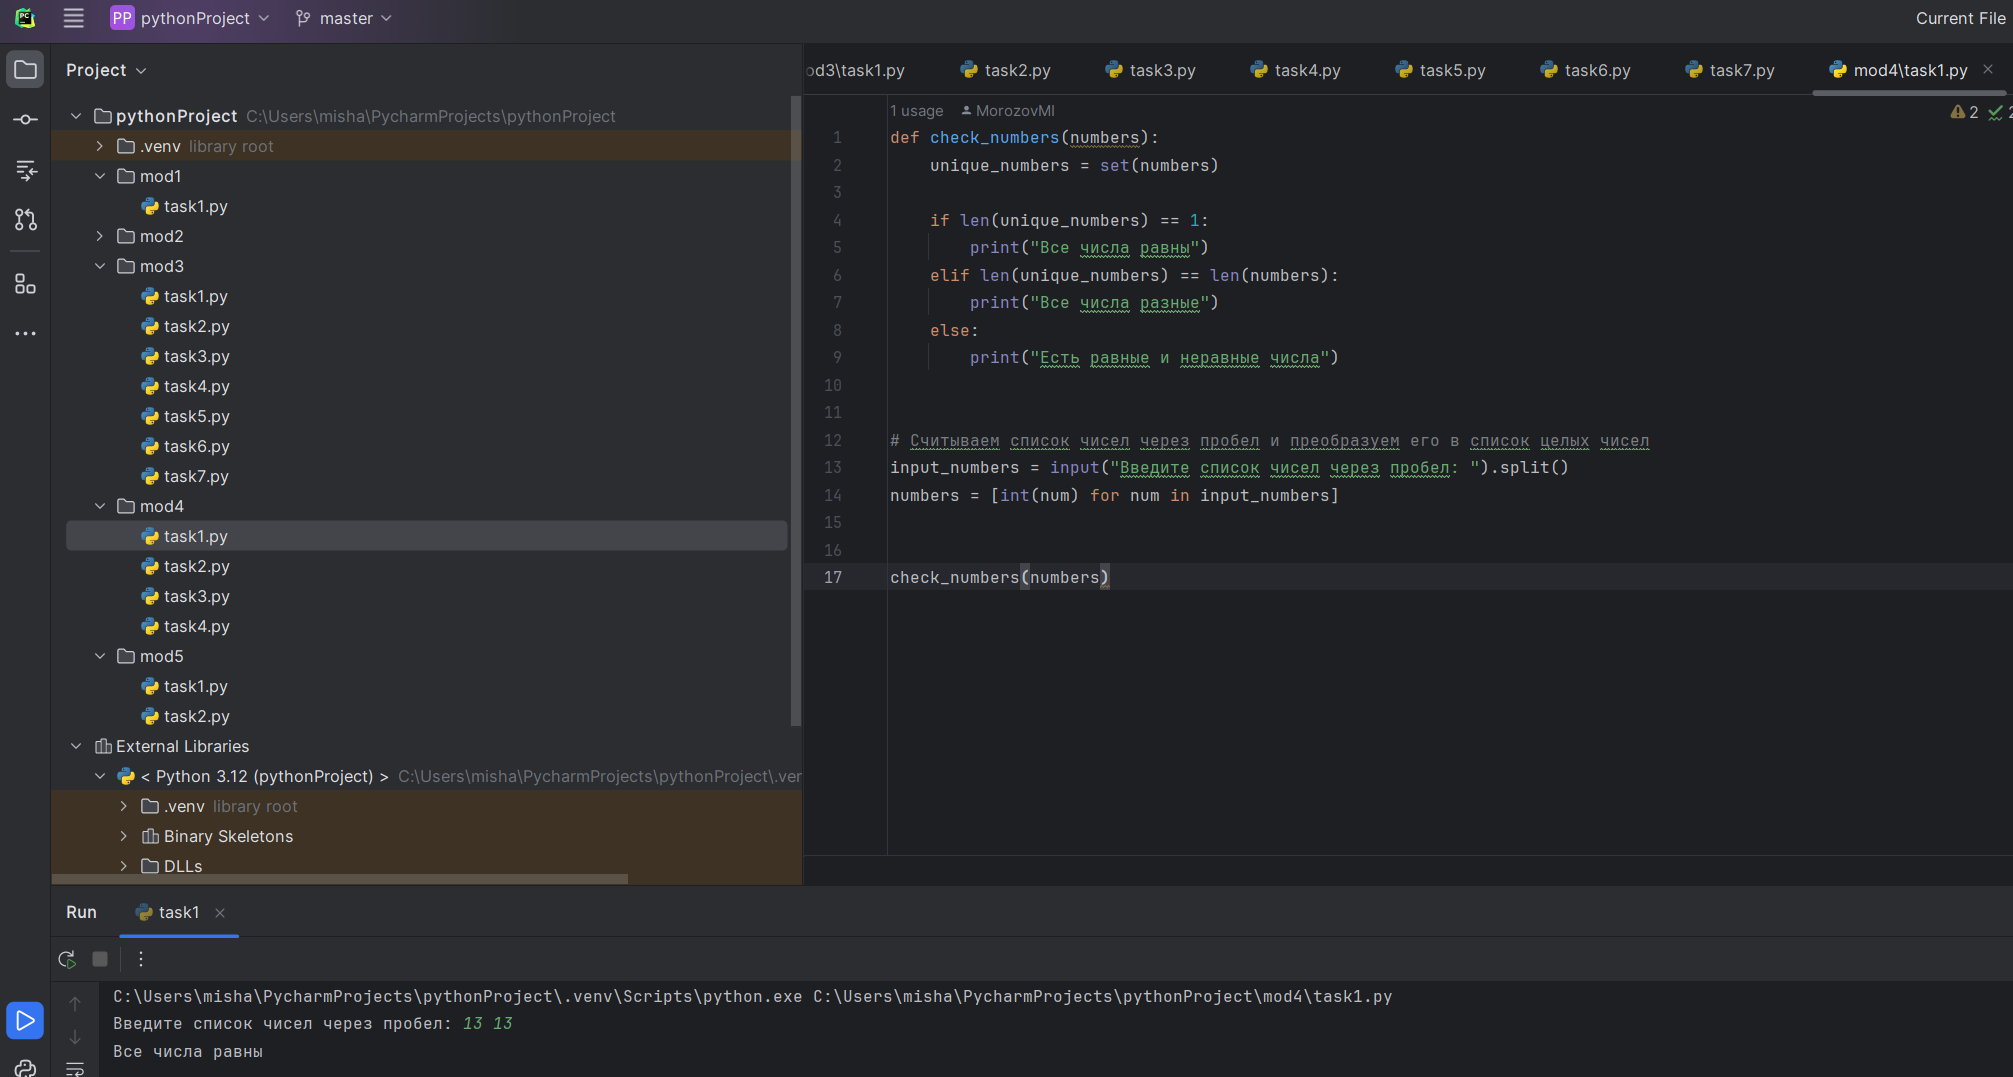 PP pythonProject master Current File
Project
od3\task1.py task2.py task3.py task4.py task5.py task6.py task7.py mod4\task1.py
pythonProject C:\Users\misha\PycharmProjects\pythonProject
.venv library root
mod1
task1.py
mod2
mod3
task1.py
task2.py
task3.py
task4.py
task5.py
task6.py
task7.py
mod4
task1.py
task2.py
task3.py
task4.py
mod5
task1.py
task2.py
External Libraries
< Python 3.12 (pythonProject) > C:\Users\misha\PycharmProjects\pythonProject\.ver
.venv library root
Binary Skeletons
DLLs
1 usage MorozovMI
2 2
1 def check_numbers(numbers):
2     unique_numbers = set(numbers)
3
4     if len(unique_numbers) == 1:
5         print("Все числа равны")
6     elif len(unique_numbers) == len(numbers):
7         print("Все числа разные")
8     else:
9         print("Есть равные и неравные числа")
10
11
12 # Считываем список чисел через пробел и преобразуем его в список целых чисел
13 input_numbers = input("Введите список чисел через пробел: ").split()
14 numbers = [int(num) for num in input_numbers]
15
16
17 check_numbers(numbers)
Run task1
C:\Users\misha\PycharmProjects\pythonProject\.venv\Scripts\python.exe C:\Users\misha\PycharmProjects\pythonProject\mod4\task1.py
Введите список чисел через пробел: 13 13
Все числа равны